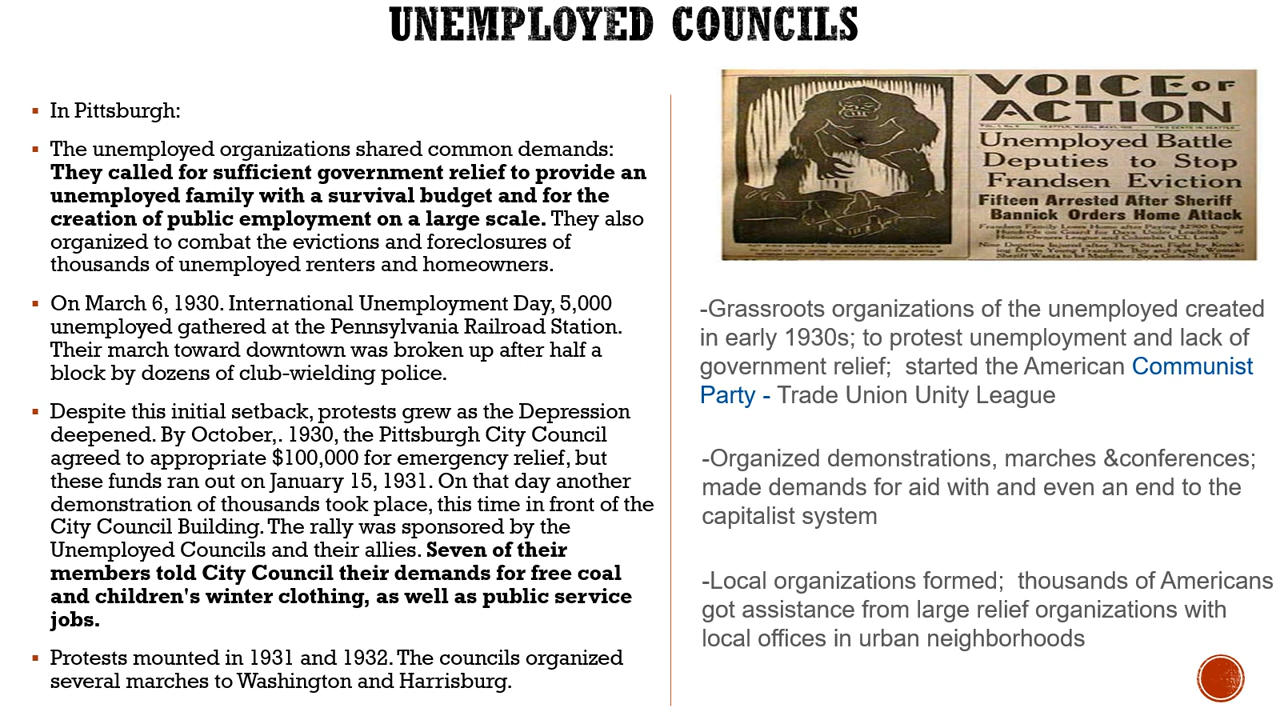 UNEMPLOYED COUNCILS
In Pittsburgh:
The unemployed organizations shared common demands:
They called for sufficient government relief to provide an
unemployed family with a survival budget and for the
creation of public employment on a large scale. They also
organized to combat the evictions and foreclosures of
thousands of unemployed renters and homeowners.
On March 6, 1930. International Unemployment Day, 5,000
unemployed gathered at the Pennsylvania Railroad Station.
Their march toward downtown was broken up after half a
block by dozens of club-wielding police.
Despite this initial setback, protests grew as the Depression
deepened. By October,. 1930, the Pittsburgh City Council
agreed to appropriate $100,000 for emergency relief, but
these funds ran out on January 15, 1931. On that day another
demonstration of thousands took place, this time in front of the
City Council Building. The rally was sponsored by the
Unemployed Councils and their allies. Seven of their
members told City Council their demands for free coal
and children's winter clothing, as well as public service
jobs.
Protests mounted in 1931 and 1932. The councils organized
several marches to Washington and Harrisburg.
VOICE OF
ACTION
Unemployed Battle
Deputies to Stop
Frandsen Eviction
Fifteen Arrested After Sheriff
Bannick Orders Home Attack
Frandsen Family Loses Home after Paying $2900 Despite
-Grassroots organizations of the unemployed created
in early 1930s; to protest unemployment and lack of
government relief;  started the American Communist
Party - Trade Union Unity League
-Organized demonstrations, marches &conferences;
made demands for aid with and even an end to the
capitalist system
-Local organizations formed;  thousands of Americans
got assistance from large relief organizations with
local offices in urban neighborhoods